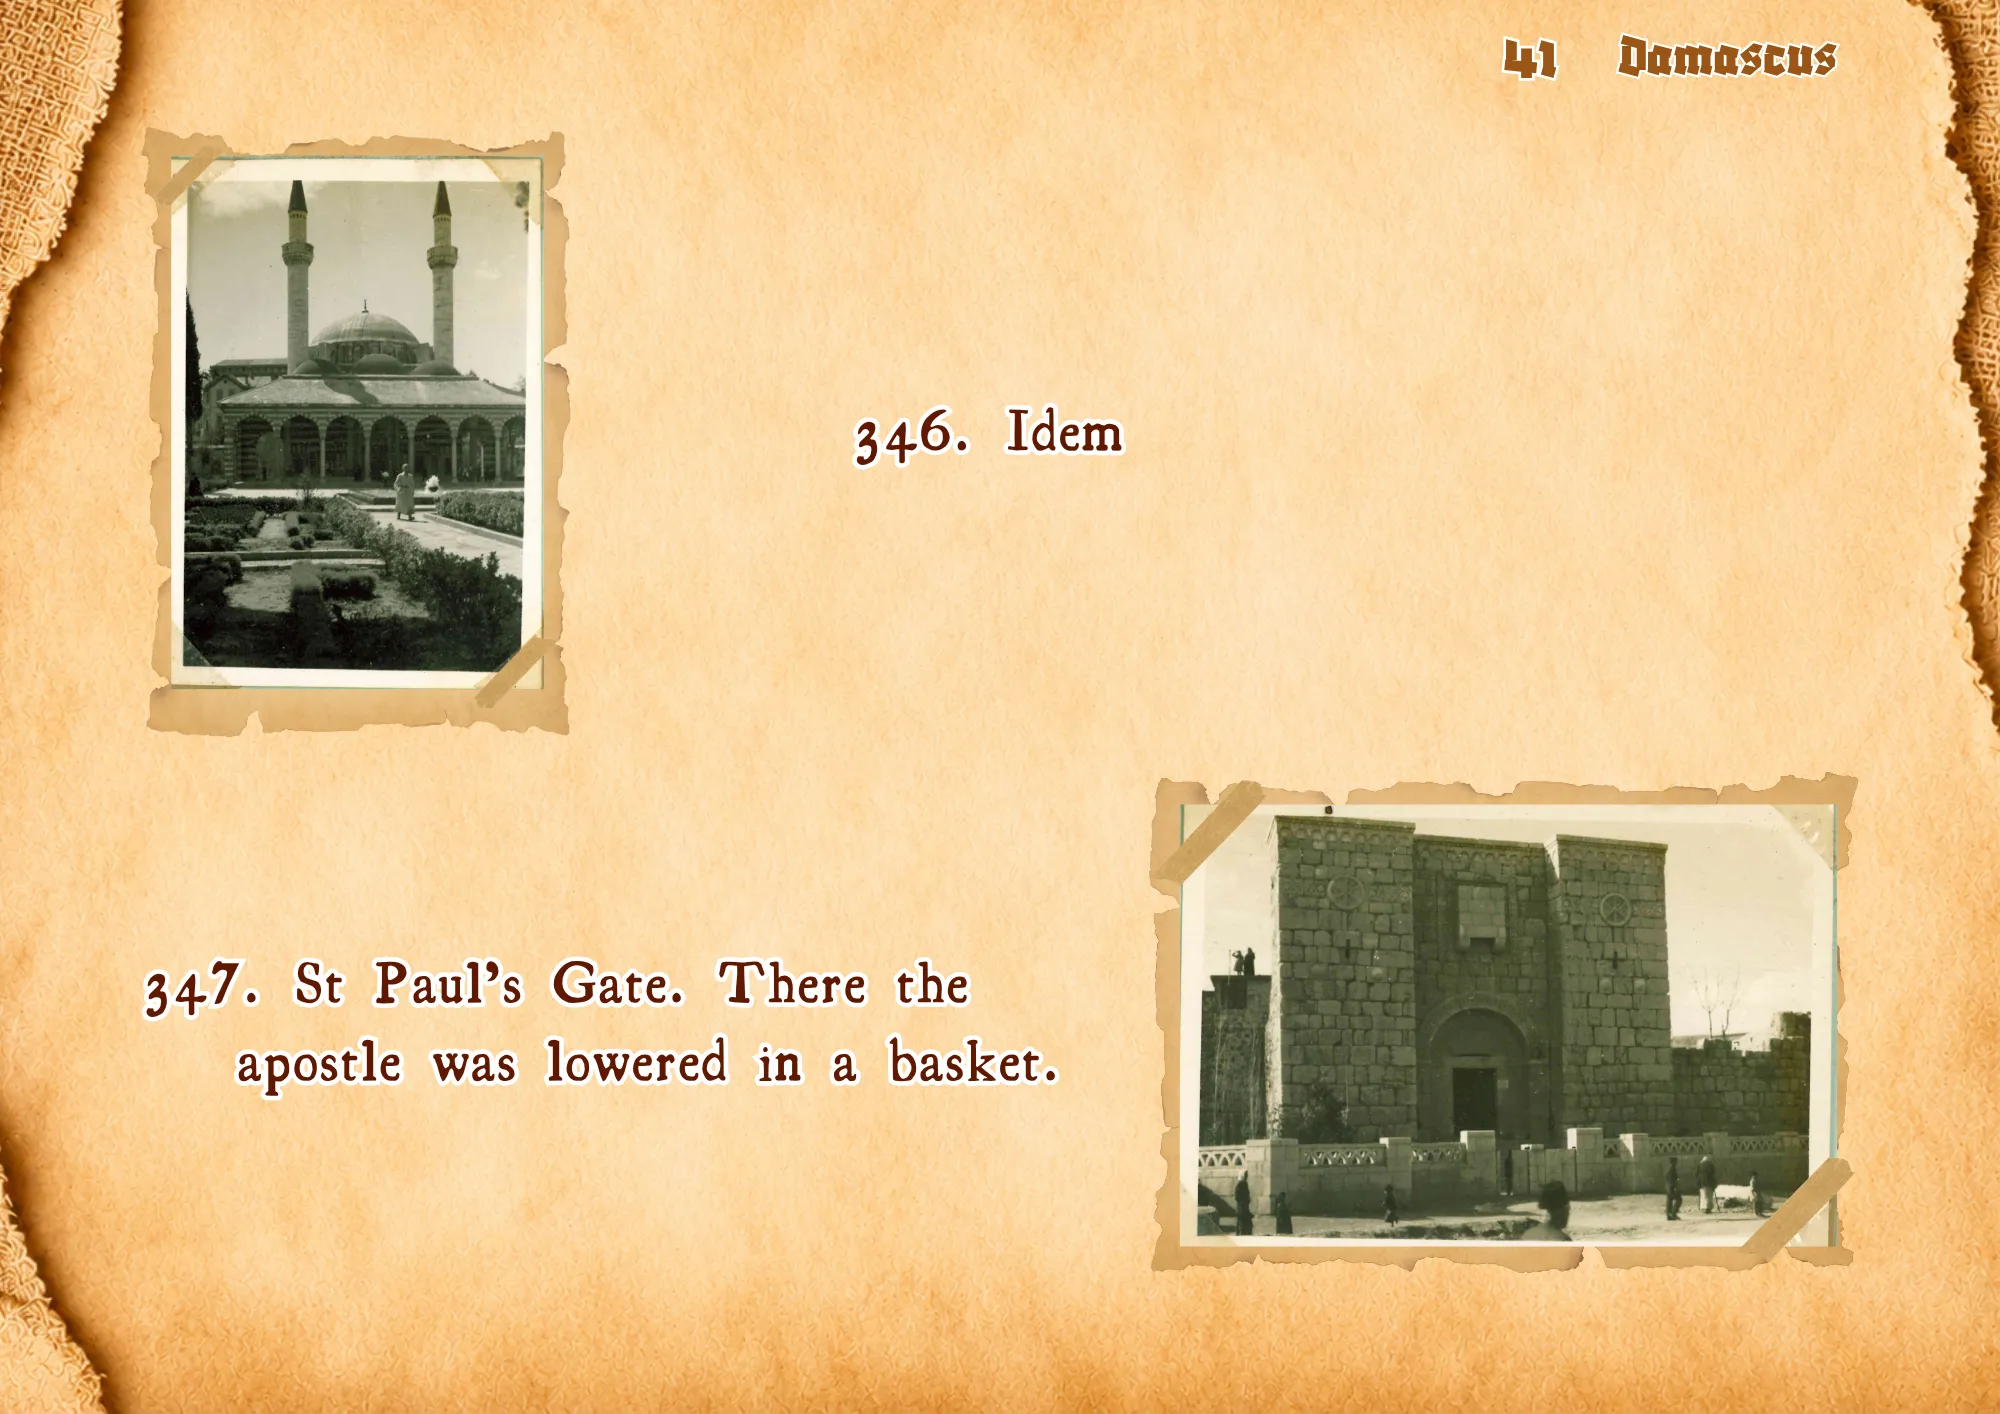 41 Damascus
346. Idem
347. St Paul's Gate. There the
apostle was lowered in a basket.